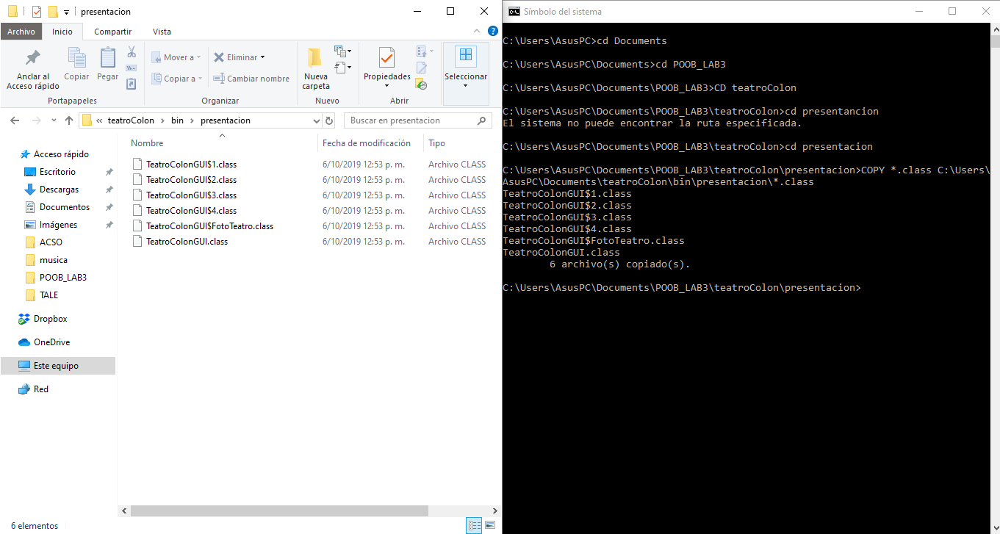 presentacion
Archivo Inicio Compartir Vista
Anclar al Acceso rápido
Copiar
Pegar
Portapapeles
Mover a
Copiar a
Eliminar
Cambiar nombre
Organizar
Nueva carpeta
Nuevo
Propiedades
Abrir
Seleccionar
« teatroColon > bin > presentacion
Buscar en presentacion
Acceso rápido
Escritorio
Descargas
Documentos
Imágenes
ACSO
musica
POOB_LAB3
TALE
Dropbox
OneDrive
Este equipo
Red
Nombre Fecha de modificación Tipo
TeatroColonGUI$1.class 6/10/2019 12:53 p. m. Archivo CLASS
TeatroColonGUI$2.class 6/10/2019 12:53 p. m. Archivo CLASS
TeatroColonGUI$3.class 6/10/2019 12:53 p. m. Archivo CLASS
TeatroColonGUI$4.class 6/10/2019 12:53 p. m. Archivo CLASS
TeatroColonGUI$FotoTeatro.class 6/10/2019 12:53 p. m. Archivo CLASS
TeatroColonGUI.class 6/10/2019 12:53 p. m. Archivo CLASS
6 elementos
Símbolo del sistema
C:\Users\AsusPC>cd Documents
C:\Users\AsusPC\Documents>cd POOB_LAB3
C:\Users\AsusPC\Documents\POOB_LAB3>CD teatroColon
C:\Users\AsusPC\Documents\POOB_LAB3\teatroColon>cd presentancion
El sistema no puede encontrar la ruta especificada.
C:\Users\AsusPC\Documents\POOB_LAB3\teatroColon>cd presentacion
C:\Users\AsusPC\Documents\POOB_LAB3\teatroColon\presentacion>COPY *.class C:\Users\
AsusPC\Documents\teatroColon\bin\presentacion\*.class
TeatroColonGUI$1.class
TeatroColonGUI$2.class
TeatroColonGUI$3.class
TeatroColonGUI$4.class
TeatroColonGUI$FotoTeatro.class
TeatroColonGUI.class
6 archivo(s) copiado(s).
C:\Users\AsusPC\Documents\POOB_LAB3\teatroColon\presentacion>